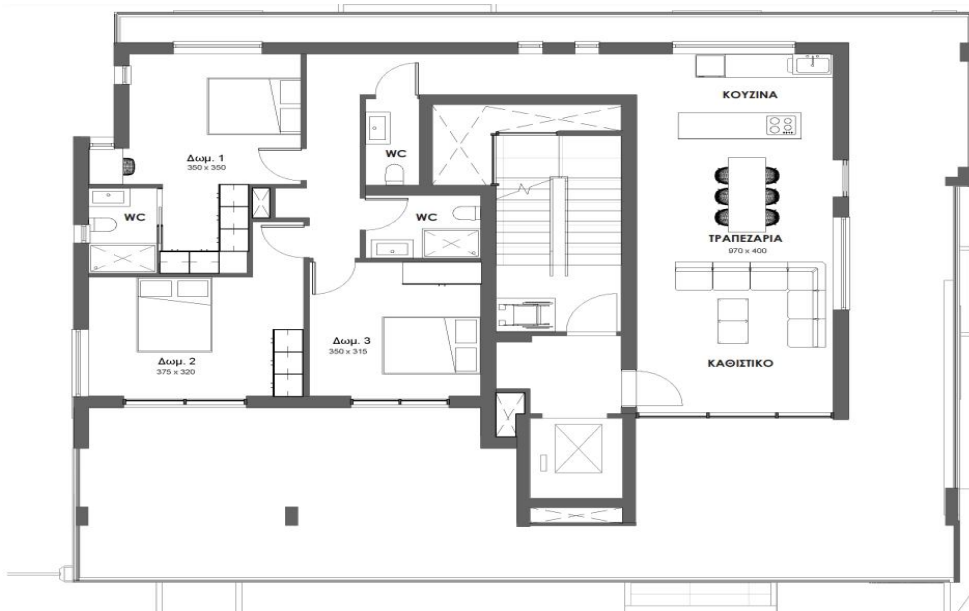 ΚΟΥΖΙΝΑ
Δωμ. 1
350 x 350
WC
WC
WC
ΤΡΑΠΕΖΑΡΙΑ
970 x 400
Δωμ. 2
375 x 320
Δωμ. 3
350 x 315
ΚΑΘΙΣΤΙΚΟ